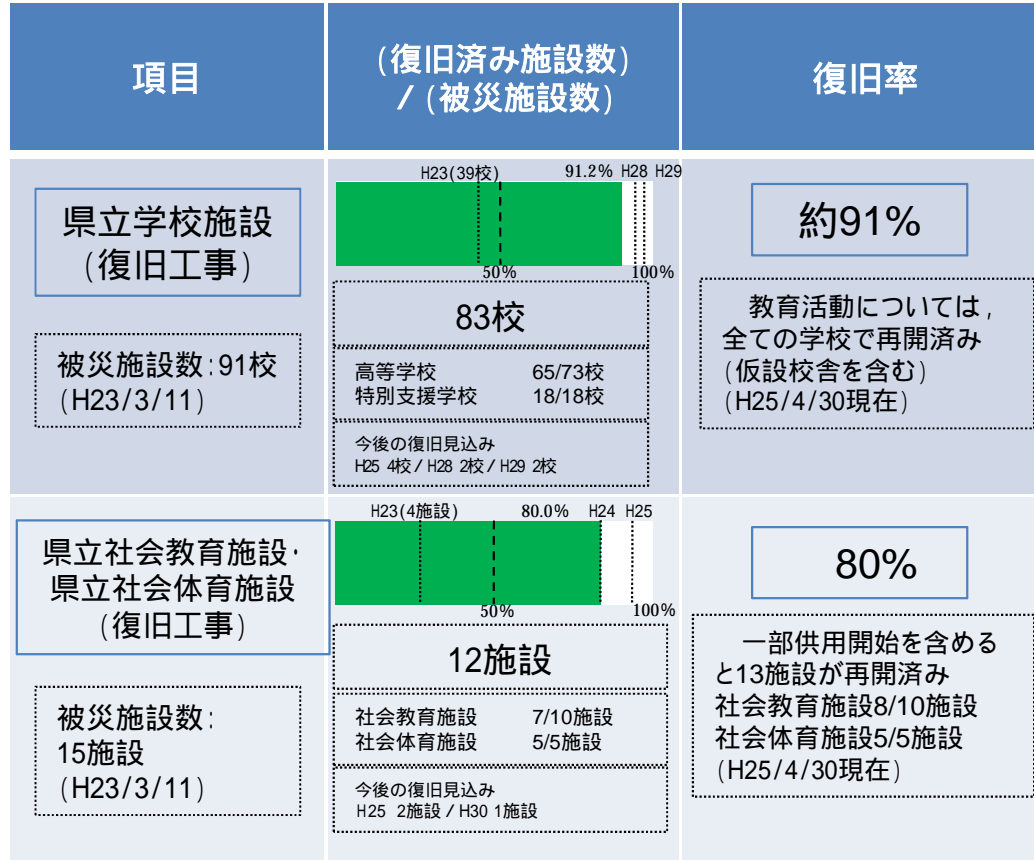 項目
(復旧済み施設数)
/ (被災施設数)
復旧率
県立学校施設
(復旧工事)
被災施設数:91校
(H23/3/11)
H23(39校) 91.2% H28 H29
50% 100%
83校
高等学校 65/73校
特別支援学校 18/18校
今後の復旧見込み
H25 4校 / H28 2校 / H29 2校
約91%
教育活動については,
全ての学校で再開済み
(仮設校舎を含む)
(H25/4/30現在)
県立社会教育施設・
県立社会体育施設
(復旧工事)
被災施設数:
15施設
(H23/3/11)
H23(4施設) 80.0% H24 H25
50% 100%
12施設
社会教育施設 7/10施設
社会体育施設 5/5施設
今後の復旧見込み
H25 2施設 / H30 1施設
80%
一部供用開始を含める
と13施設が再開済み
社会教育施設8/10施設
社会体育施設5/5施設
(H25/4/30現在)